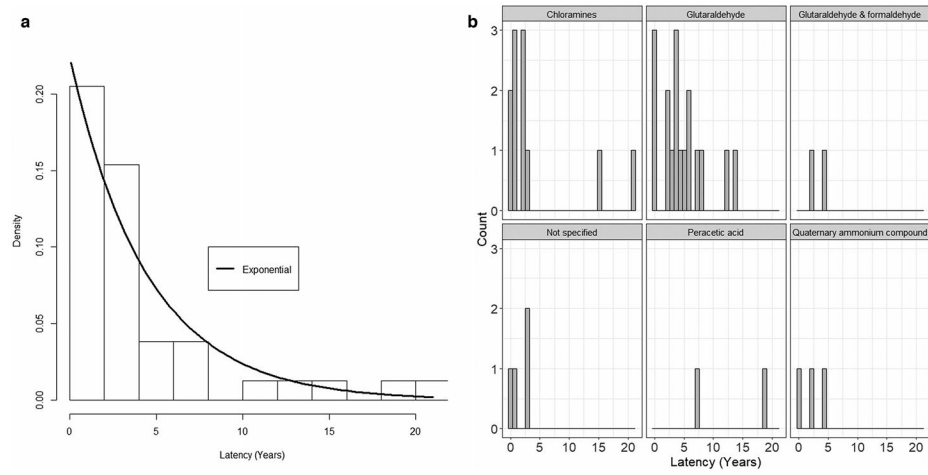 a
Density
0.20
0.15
0.10
0.05
0.00
Exponential
0 5 10 15 20
Latency (Years)
b
Chloramines Glutaraldehyde Glutaraldehyde & formaldehyde
3
2
1
0
Count
Not specified Peracetic acid Quaternary ammonium compound
3
2
1
0
0 5 10 15 20 0 5 10 15 20 0 5 10 15 20
Latency (Years)